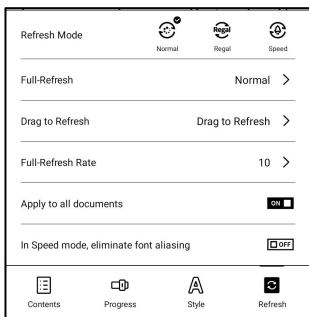 Refresh Mode
Regal
Normal Regal Speed
Full-Refresh Normal
Drag to Refresh Drag to Refresh
Full-Refresh Rate 10
Apply to all documents ON
In Speed mode, eliminate font aliasing OFF
A
Contents Progress Style Refresh